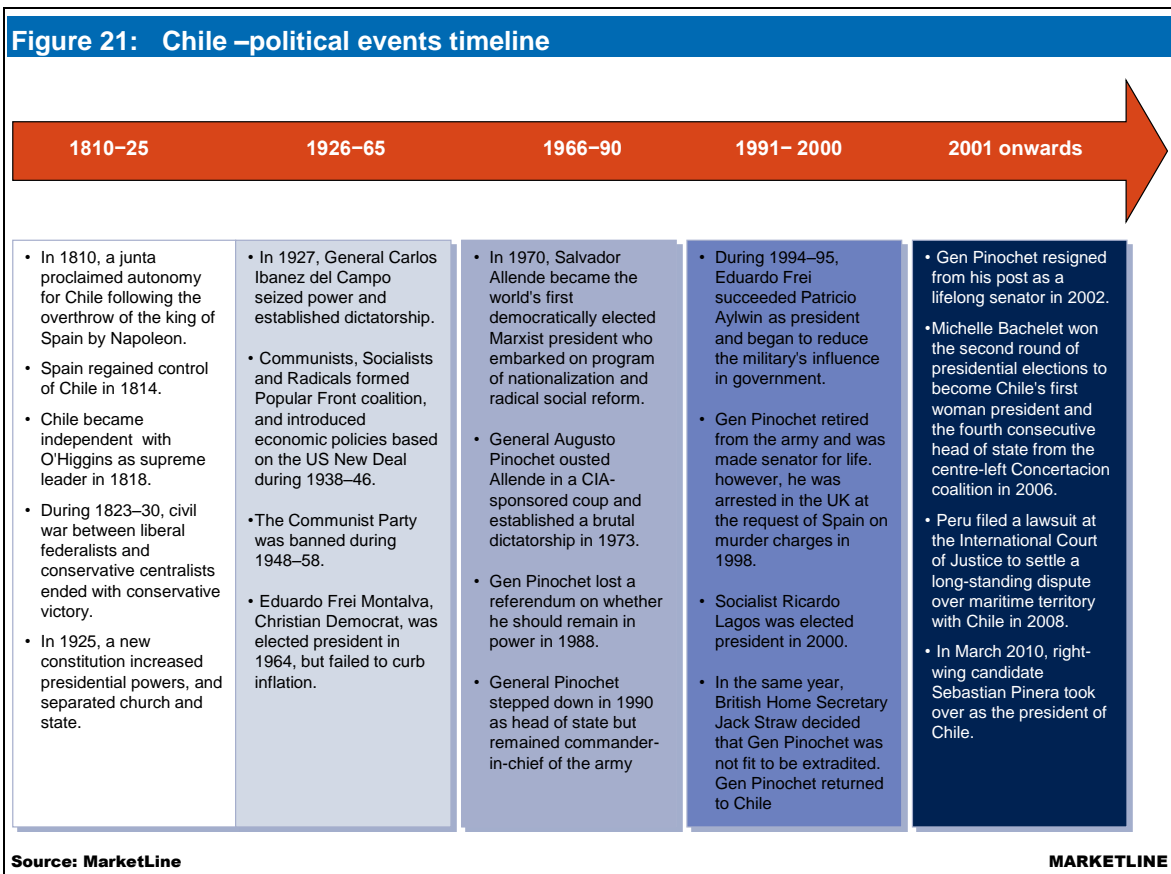 Figure 21: Chile –political events timeline
1810−25
1926−65
1966−90
1991− 2000
2001 onwards
• In 1810, a junta
proclaimed autonomy
for Chile following the
overthrow of the king of
Spain by Napoleon.
• Spain regained control
of Chile in 1814.
• Chile became
independent with
O'Higgins as supreme
leader in 1818.
• During 1823–30, civil
war between liberal
federalists and
conservative centralists
ended with conservative
victory.
• In 1925, a new
constitution increased
presidential powers, and
separated church and
state.
• In 1927, General Carlos
Ibanez del Campo
seized power and
established dictatorship.
• Communists, Socialists
and Radicals formed
Popular Front coalition,
and introduced
economic policies based
on the US New Deal
during 1938–46.
•The Communist Party
was banned during
1948–58.
• Eduardo Frei Montalva,
Christian Democrat, was
elected president in
1964, but failed to curb
inflation.
• In 1970, Salvador
Allende became the
world's first
democratically elected
Marxist president who
embarked on program
of nationalization and
radical social reform.
• General Augusto
Pinochet ousted
Allende in a CIA-
sponsored coup and
established a brutal
dictatorship in 1973.
• Gen Pinochet lost a
referendum on whether
he should remain in
power in 1988.
• General Pinochet
stepped down in 1990
as head of state but
remained commander-
in-chief of the army
• During 1994–95,
Eduardo Frei
succeeded Patricio
Aylwin as president
and began to reduce
the military's influence
in government.
• Gen Pinochet retired
from the army and was
made senator for life.
however, he was
arrested in the UK at
the request of Spain on
murder charges in
1998.
• Socialist Ricardo
Lagos was elected
president in 2000.
• In the same year,
British Home Secretary
Jack Straw decided
that Gen Pinochet was
not fit to be extradited.
Gen Pinochet returned
to Chile
• Gen Pinochet resigned
from his post as a
lifelong senator in 2002.
•Michelle Bachelet won
the second round of
presidential elections to
become Chile's first
woman president and
the fourth consecutive
head of state from the
centre-left Concertacion
coalition in 2006.
• Peru filed a lawsuit at
the International Court
of Justice to settle a
long-standing dispute
over maritime territory
with Chile in 2008.
• In March 2010, right-
wing candidate
Sebastian Pinera took
over as the president of
Chile.
Source: MarketLine
MARKETLINE